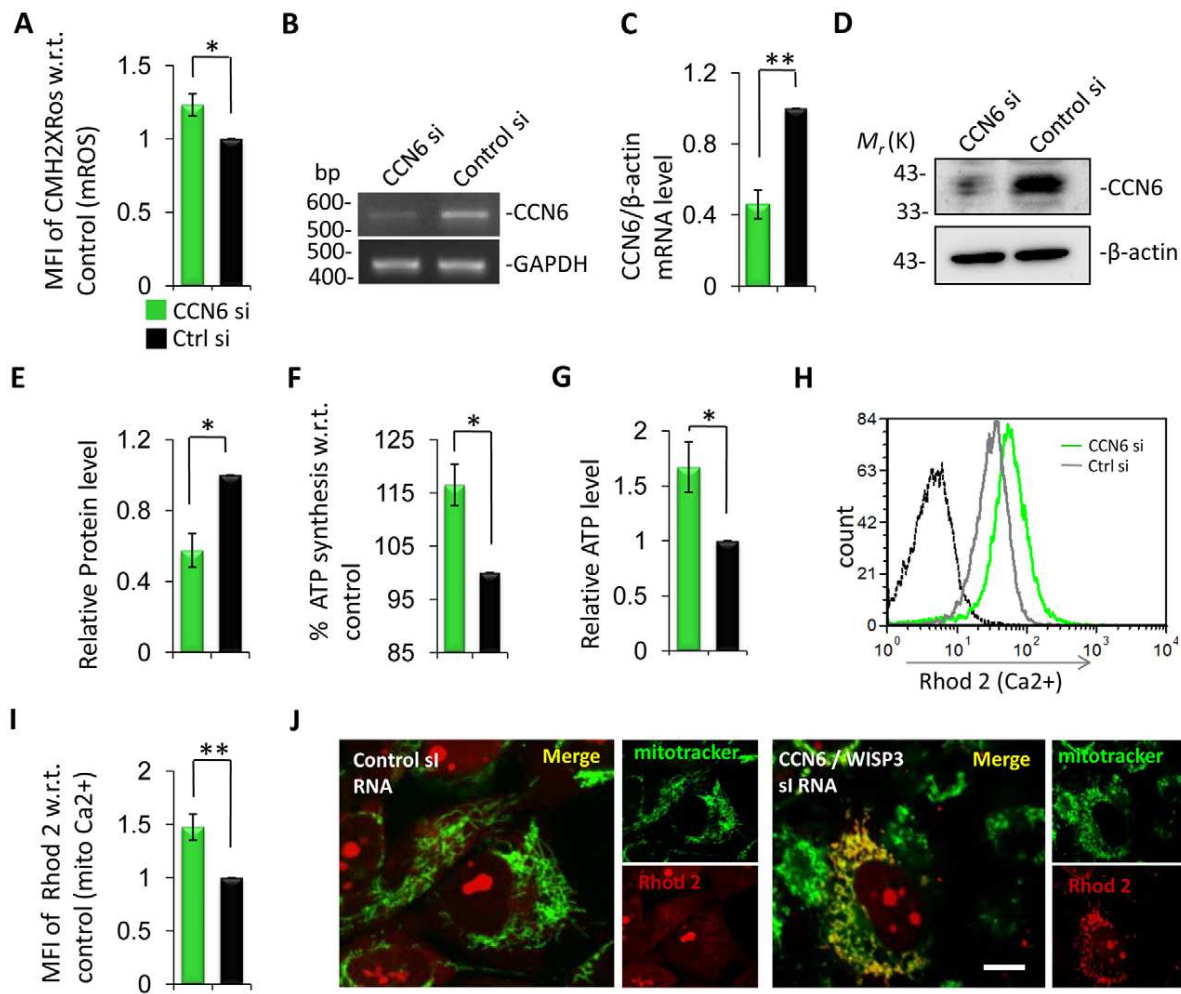 A
MFI of CMH2XRos w.r.t.
Control (mROS)
1.5
1
0.5
0
*
CCN6 si
Ctrl si
B
CCN6 si
Control si
bp
600-
500-
-CCN6
500-
400-
-GAPDH
C
CCN6/β-actin
mRNA level
1.2
0.8
0.4
0
**
D
CCN6 si
Control si
Mr (K)
43-
33-
-CCN6
43-
-β-actin
E
Relative Protein level
1.2
0.8
0.4
0
*
F
% ATP synthesis w.r.t.
control
125
115
105
95
85
*
G
Relative ATP level
2
1.5
1
0.5
0
*
H
count
84
63
42
21
0
CCN6 si
Ctrl si
10⁰ 10¹ 10² 10³ 10⁴
Rhod 2 (Ca2+)
I
MFI of Rhod 2 w.r.t.
control (mito Ca2+)
2
1.5
1
0.5
0
**
J
Control sI
RNA
Merge
mitotracker
Rhod 2
CCN6 / WISP3
sI RNA
Merge
mitotracker
Rhod 2